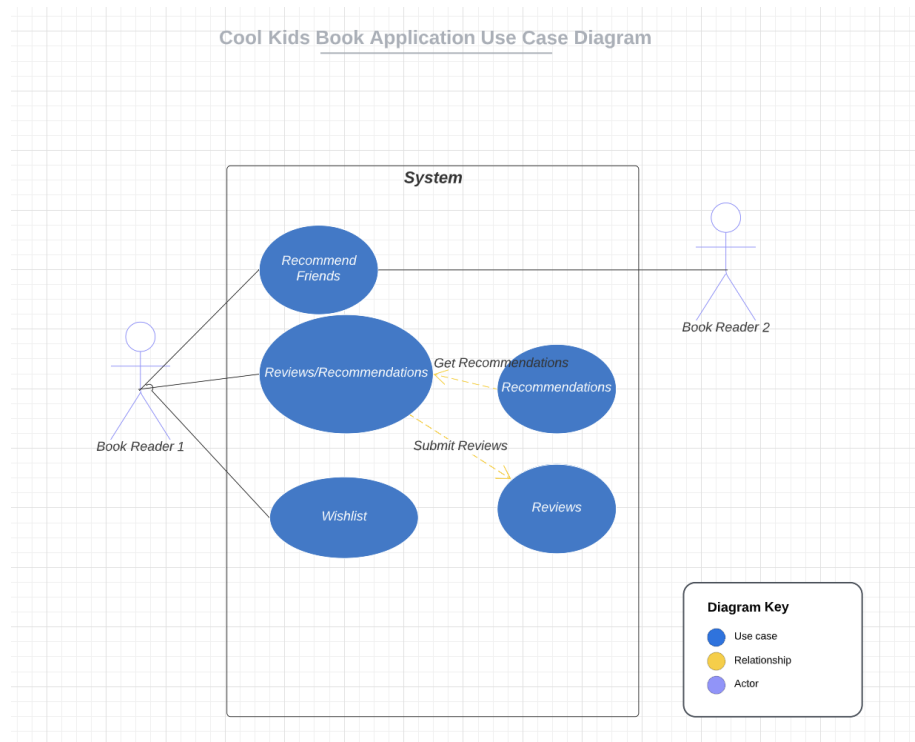 Cool Kids Book Application Use Case Diagram
System
Recommend
Friends
Book Reader 2
Reviews/Recommendations
Get Recommendations
Recommendations
Book Reader 1
Submit Reviews
Wishlist
Reviews
Diagram Key
Use case
Relationship
Actor